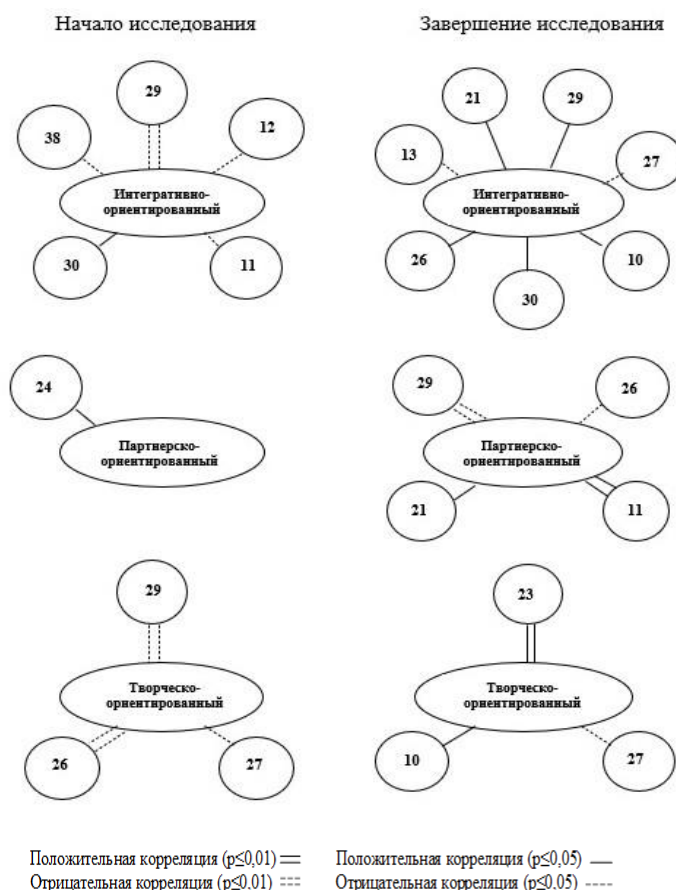 Начало исследования
Завершение исследования
29
38
12
Интегративно-
ориентированный
30
11
21
29
13
27
Интегративно-
ориентированный
26
10
30
24
Партнерско-
ориентированный
29
26
Партнерско-
ориентированный
21
11
29
Творческо-
ориентированный
26
27
23
Творческо-
ориентированный
10
27
Положительная корреляция (p≤0,01)
Положительная корреляция (p≤0,05)
Отрицательная корреляция (p≤0,01)
Отрицательная корреляция (p≤0,05)